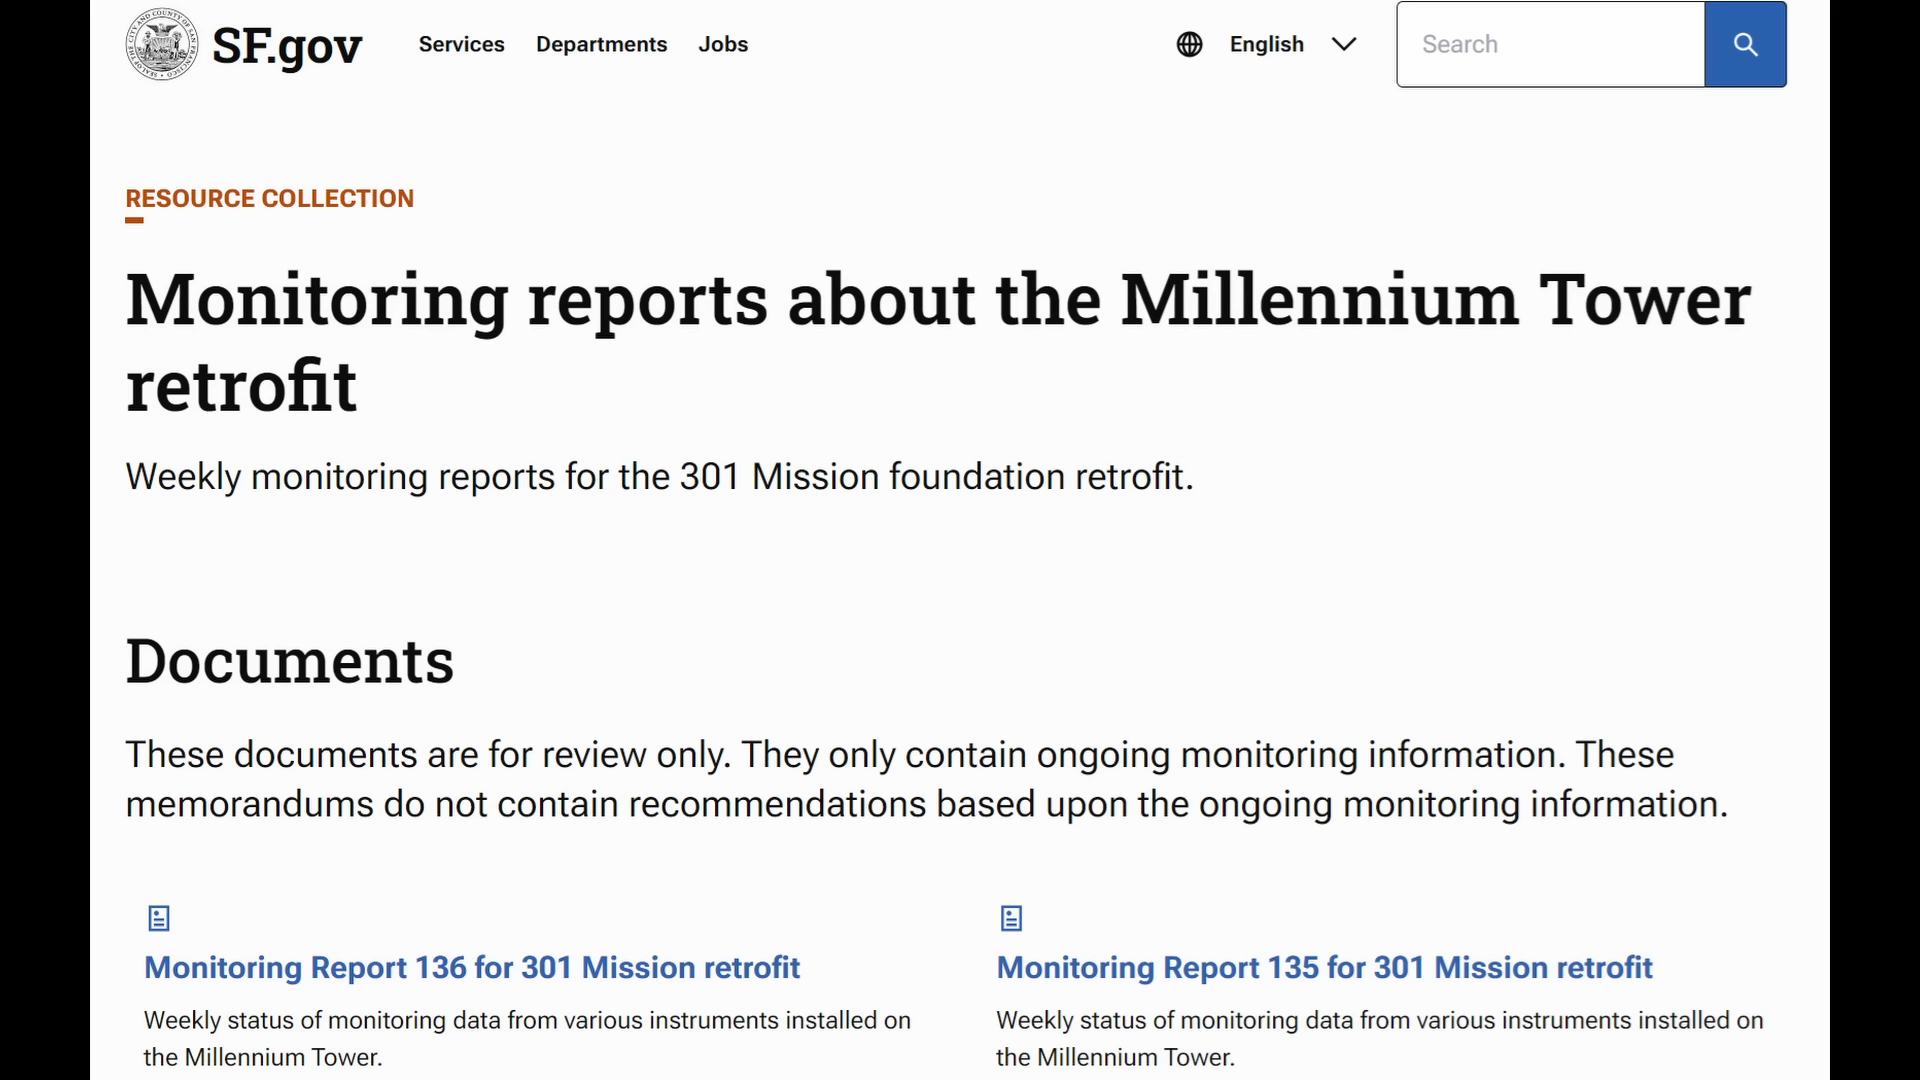 SF.gov
Services Departments Jobs
English
Search
RESOURCE COLLECTION
Monitoring reports about the Millennium Tower
retrofit
Weekly monitoring reports for the 301 Mission foundation retrofit.
Documents
These documents are for review only. They only contain ongoing monitoring information. These
memorandums do not contain recommendations based upon the ongoing monitoring information.
Monitoring Report 136 for 301 Mission retrofit
Weekly status of monitoring data from various instruments installed on
the Millennium Tower.
Monitoring Report 135 for 301 Mission retrofit
Weekly status of monitoring data from various instruments installed on
the Millennium Tower.